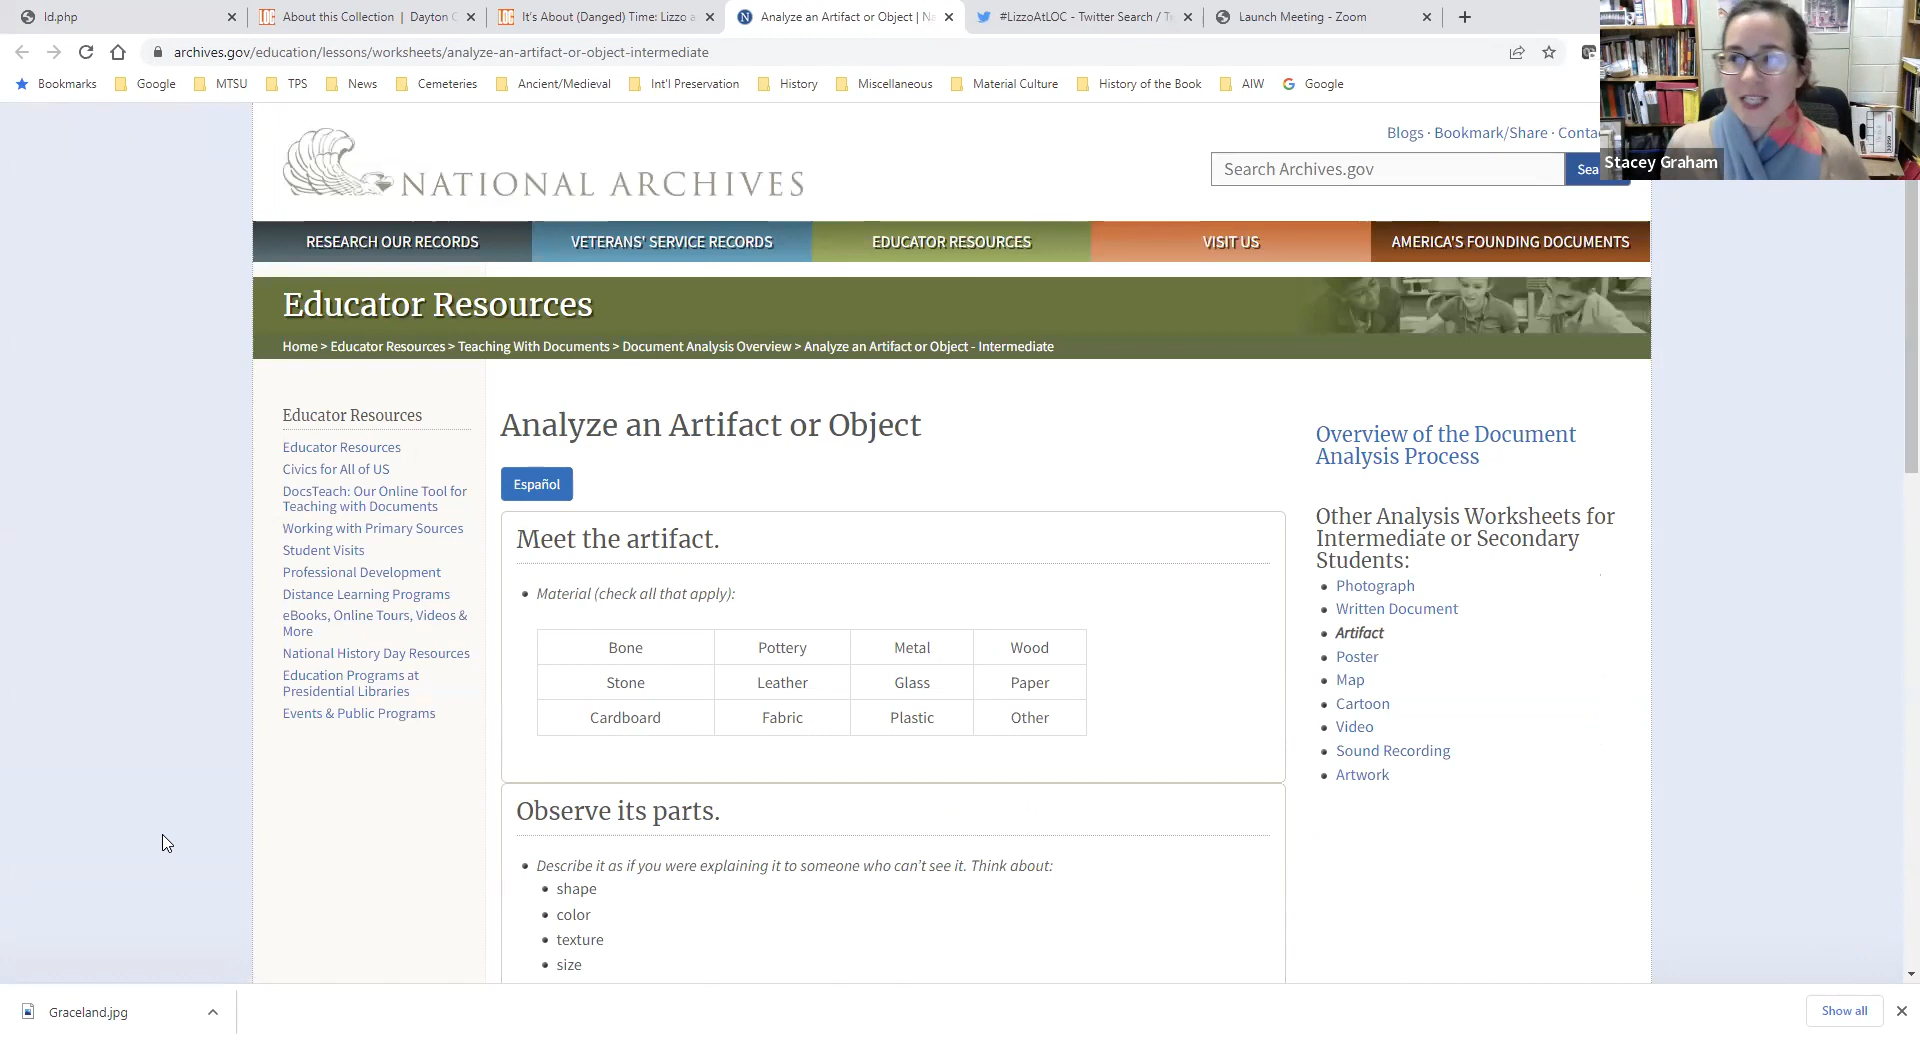 ld.php
About this Collection | Dayton C
It's About (Danged) Time: Lizzo a
Analyze an Artifact or Object | Na
#LizzoAtLOC - Twitter Search / Tw
Launch Meeting - Zoom
archives.gov/education/lessons/worksheets/analyze-an-artifact-or-object-intermediate
Bookmarks
Google
MTSU
TPS
News
Cemeteries
Ancient/Medieval
Int'l Preservation
History
Miscellaneous
Material Culture
History of the Book
AIW
Google
Stacey Graham
NATIONAL ARCHIVES
Blogs · Bookmark/Share · Conta
Search Archives.gov
Sea
RESEARCH OUR RECORDS
VETERANS' SERVICE RECORDS
EDUCATOR RESOURCES
VISIT US
AMERICA'S FOUNDING DOCUMENTS
Educator Resources
Home > Educator Resources > Teaching With Documents > Document Analysis Overview > Analyze an Artifact or Object - Intermediate
Educator Resources
Educator Resources
Civics for All of US
DocsTeach: Our Online Tool for
Teaching with Documents
Working with Primary Sources
Student Visits
Professional Development
Distance Learning Programs
eBooks, Online Tours, Videos &
More
National History Day Resources
Education Programs at
Presidential Libraries
Events & Public Programs
Analyze an Artifact or Object
Español
Meet the artifact.
Material (check all that apply):
Bone Pottery Metal Wood
Stone Leather Glass Paper
Cardboard Fabric Plastic Other
Observe its parts.
Describe it as if you were explaining it to someone who can't see it. Think about:
shape
color
texture
size
Overview of the Document
Analysis Process
Other Analysis Worksheets for
Intermediate or Secondary
Students:
Photograph
Written Document
Artifact
Poster
Map
Cartoon
Video
Sound Recording
Artwork
Graceland.jpg
Show all